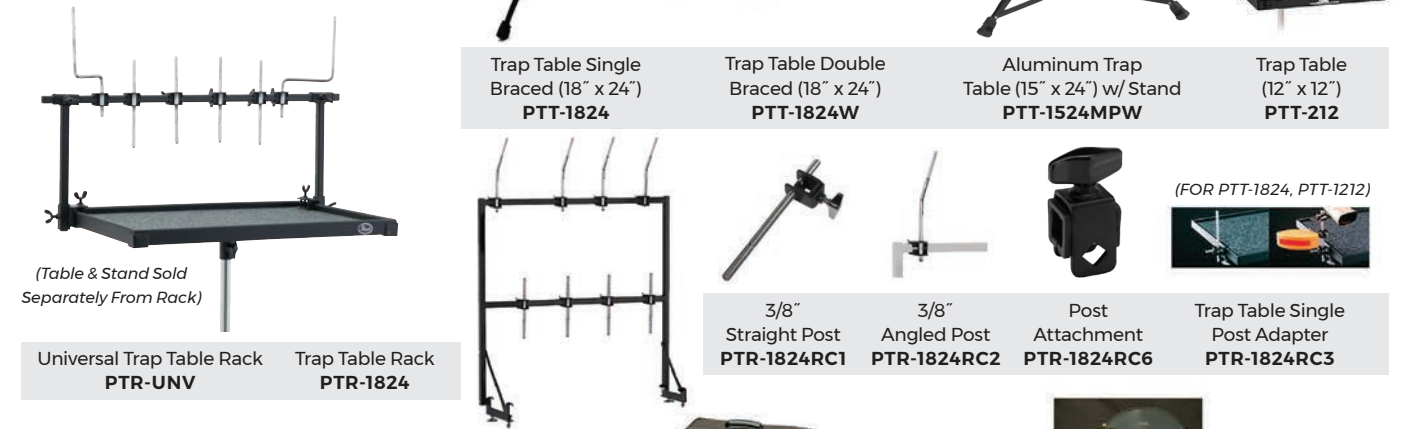 Trap Table Single
Braced (18˝ x 24˝)
PTT-1824
Trap Table Double
Braced (18˝ x 24˝)
PTT-1824W
Aluminum Trap
Table (15˝ x 24˝) w/ Stand
PTT-1524MPW
Trap Table
(12˝ x 12˝)
PTT-212
(Table & Stand Sold
Separately From Rack)
Universal Trap Table Rack
PTR-UNV
Trap Table Rack
PTR-1824
(FOR PTT-1824, PTT-1212)
3/8˝
Straight Post
PTR-1824RC1
3/8˝
Angled Post
PTR-1824RC2
Post
Attachment
PTR-1824RC6
Trap Table Single
Post Adapter
PTR-1824RC3